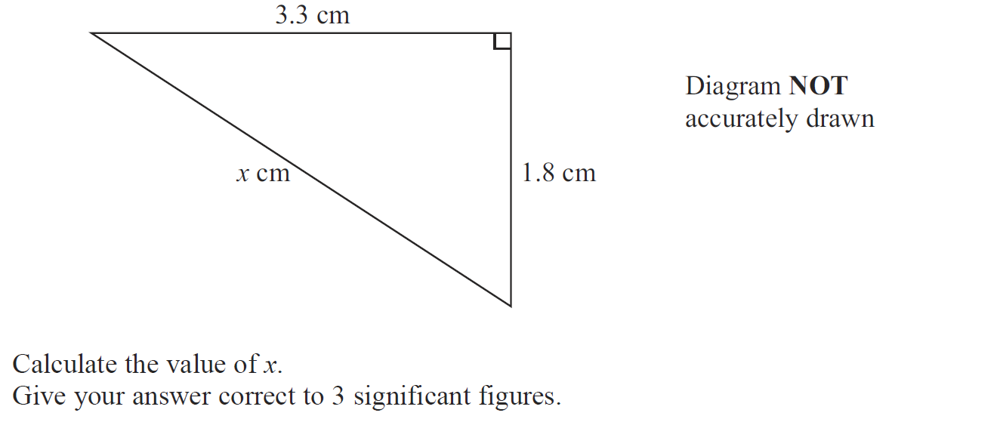 3.3 cm
Diagram NOT
accurately drawn
x cm
1.8 cm
Calculate the value of x.
Give your answer correct to 3 significant figures.